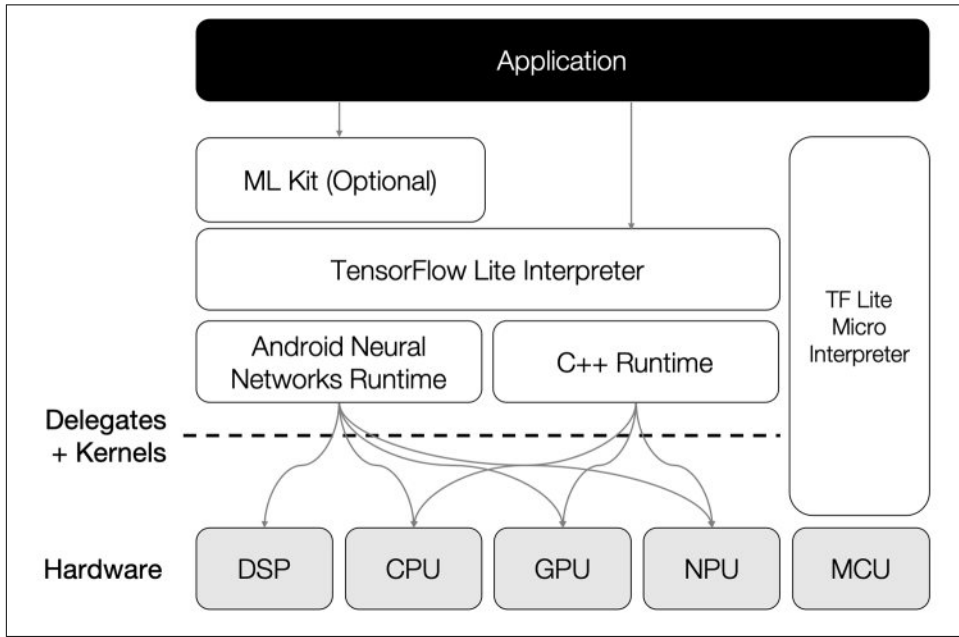 Application
ML Kit (Optional)
TensorFlow Lite Interpreter
TF Lite
Micro
Interpreter
Android Neural
Networks Runtime
C++ Runtime
Delegates
+ Kernels
Hardware
DSP
CPU
GPU
NPU
MCU